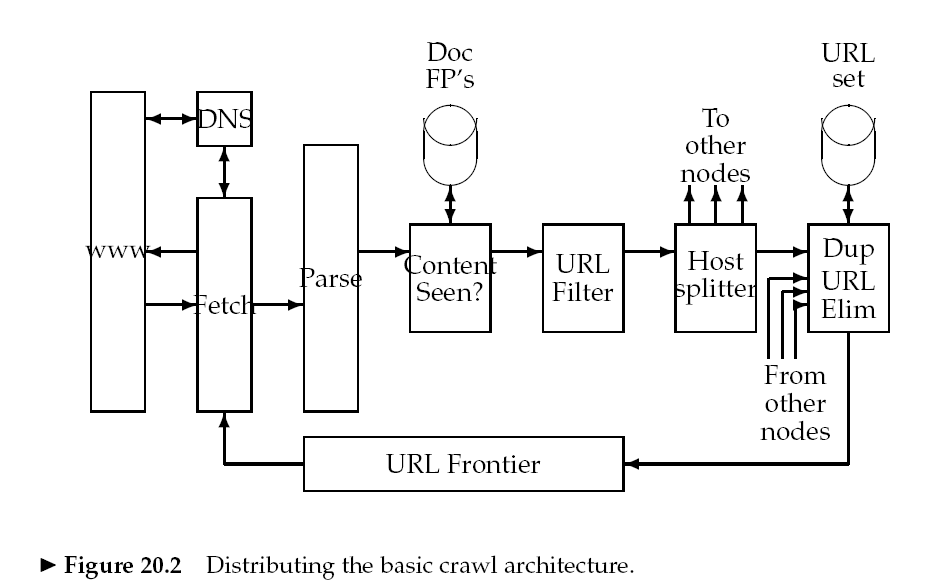 Doc
FP's
URL
set
DNS
To
other
nodes
www
Parse
Content
Seen?
URL
Filter
Host
splitter
Dup
URL
Elim
Fetch
From
other
nodes
URL Frontier
► Figure 20.2 Distributing the basic crawl architecture.